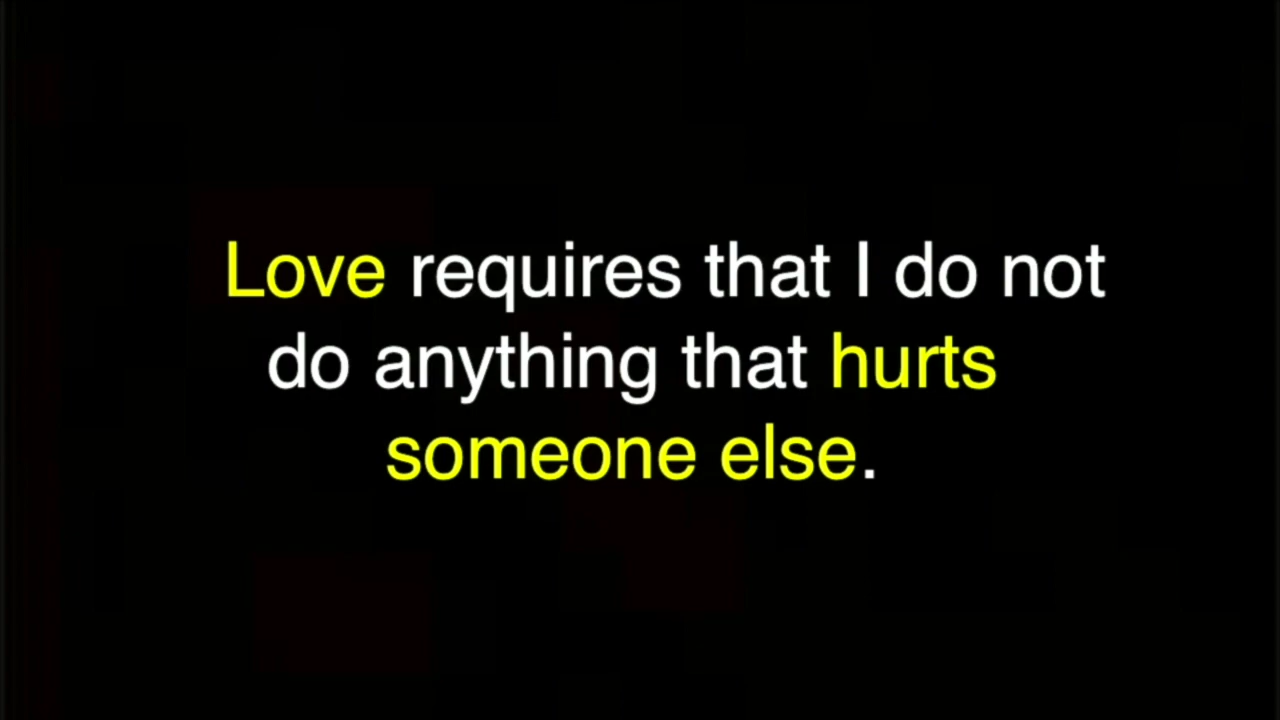 Love requires that I do not
do anything that hurts
someone else.